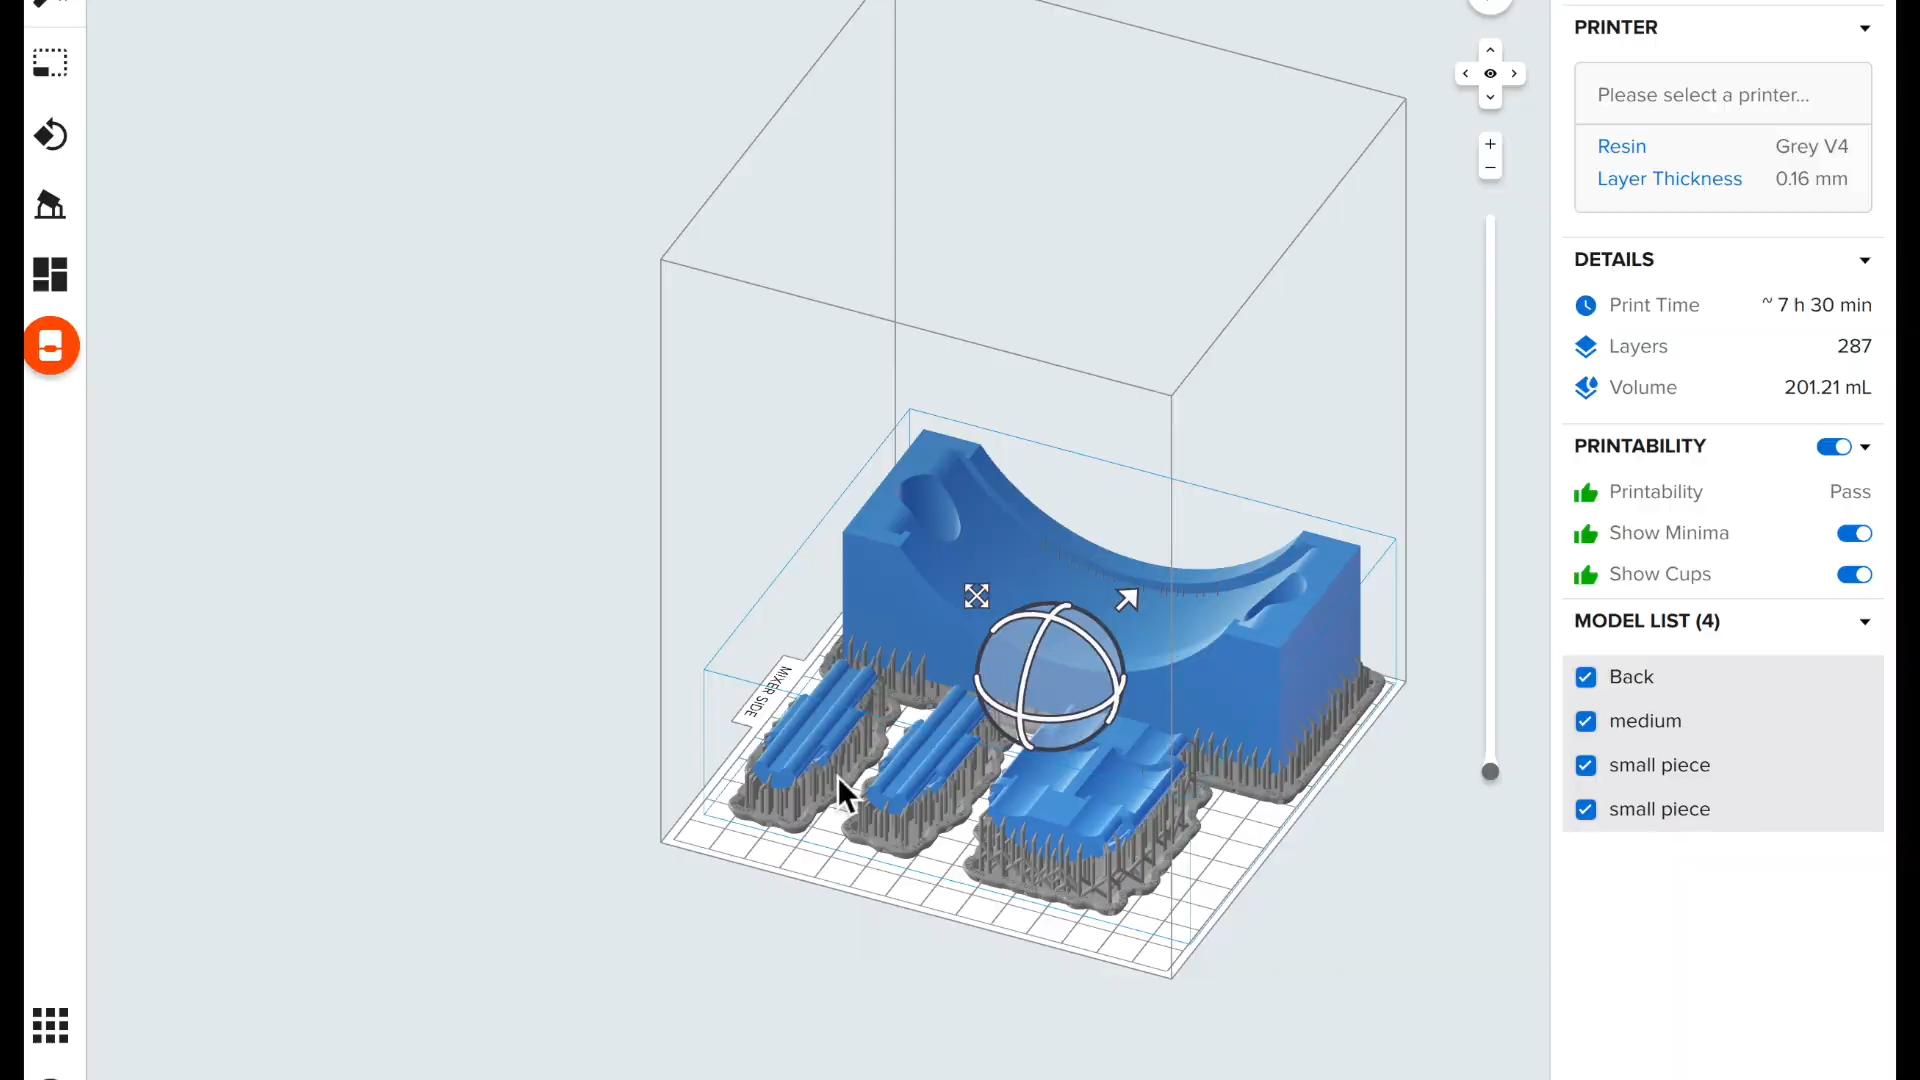 PRINTER
Please select a printer...
Resin Grey V4
Layer Thickness 0.16 mm
DETAILS
Print Time ~ 7 h 30 min
Layers 287
Volume 201.21 mL
PRINTABILITY
Printability Pass
Show Minima
Show Cups
MODEL LIST (4)
Back
medium
small piece
small piece
MIXER SIDE